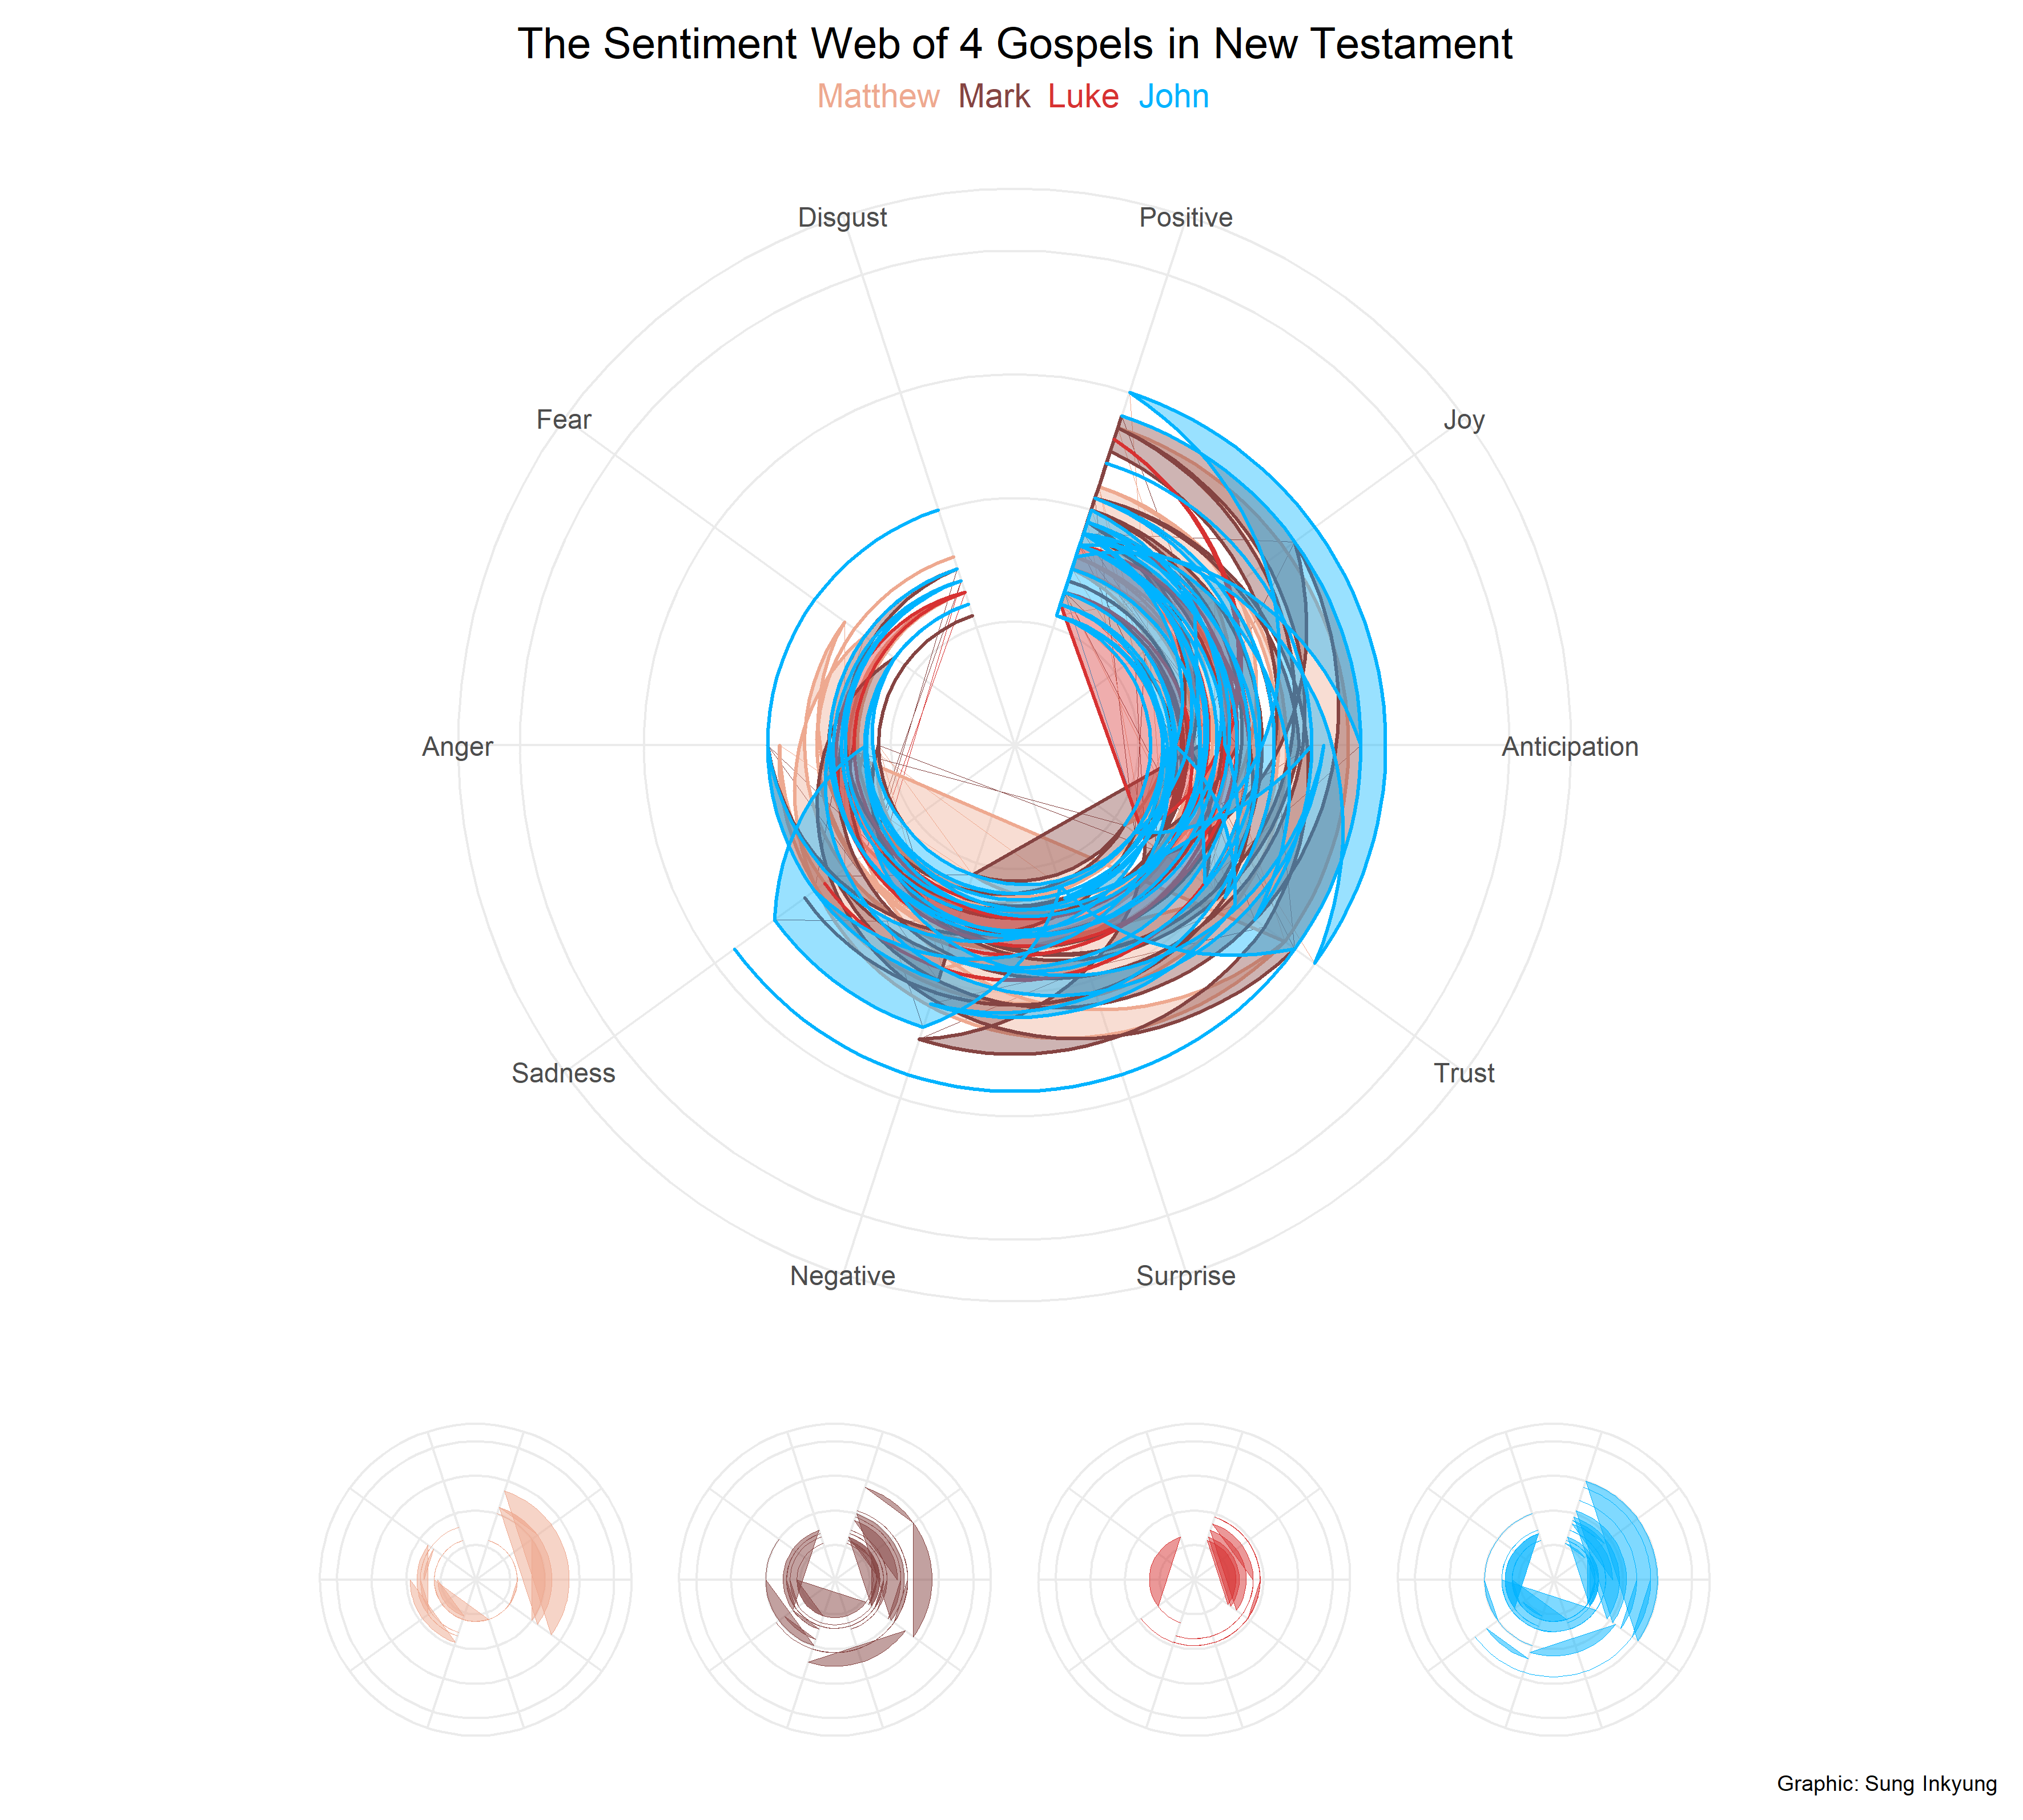 The Sentiment Web of 4 Gospels in New Testament
Matthew Mark Luke John
Disgust
Positive
Fear
Joy
Anger
Anticipation
Sadness
Trust
Negative
Surprise
Graphic: Sung Inkyung